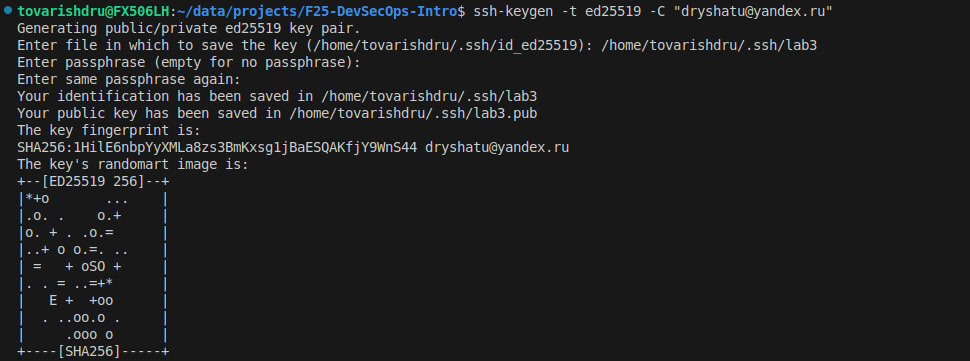 tovarishdru@FX506LH:~/data/projects/F25-DevSecOps-Intro$ ssh-keygen -t ed25519 -C "dryshatu@yandex.ru"
Generating public/private ed25519 key pair.
Enter file in which to save the key (/home/tovarishdru/.ssh/id_ed25519): /home/tovarishdru/.ssh/lab3
Enter passphrase (empty for no passphrase):
Enter same passphrase again:
Your identification has been saved in /home/tovarishdru/.ssh/lab3
Your public key has been saved in /home/tovarishdru/.ssh/lab3.pub
The key fingerprint is:
SHA256:1HilE6nbpYyXMLa8zs3BmKxsg1jBaESQAKfjY9WnS44 dryshatu@yandex.ru
The key's randomart image is:
+--[ED25519 256]--+
|*+o       ...    |
|.o. .    o.+     |
|o. + . .o.=      |
|..+ o o.=. ..    |
| =   + oSO +     |
|. . = ..=+*      |
|   E +  +oo      |
|  . ..oo.o .     |
|     .ooo o      |
+----[SHA256]-----+